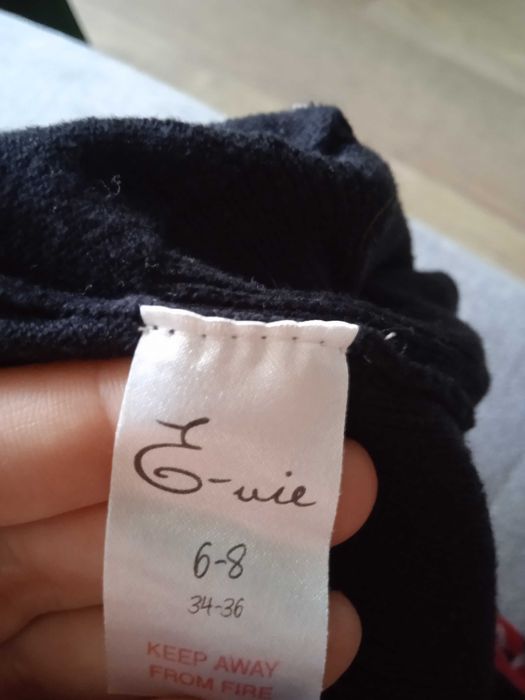 E-vie
6-8
34-36
KEEP AWAY
FROM FIRE